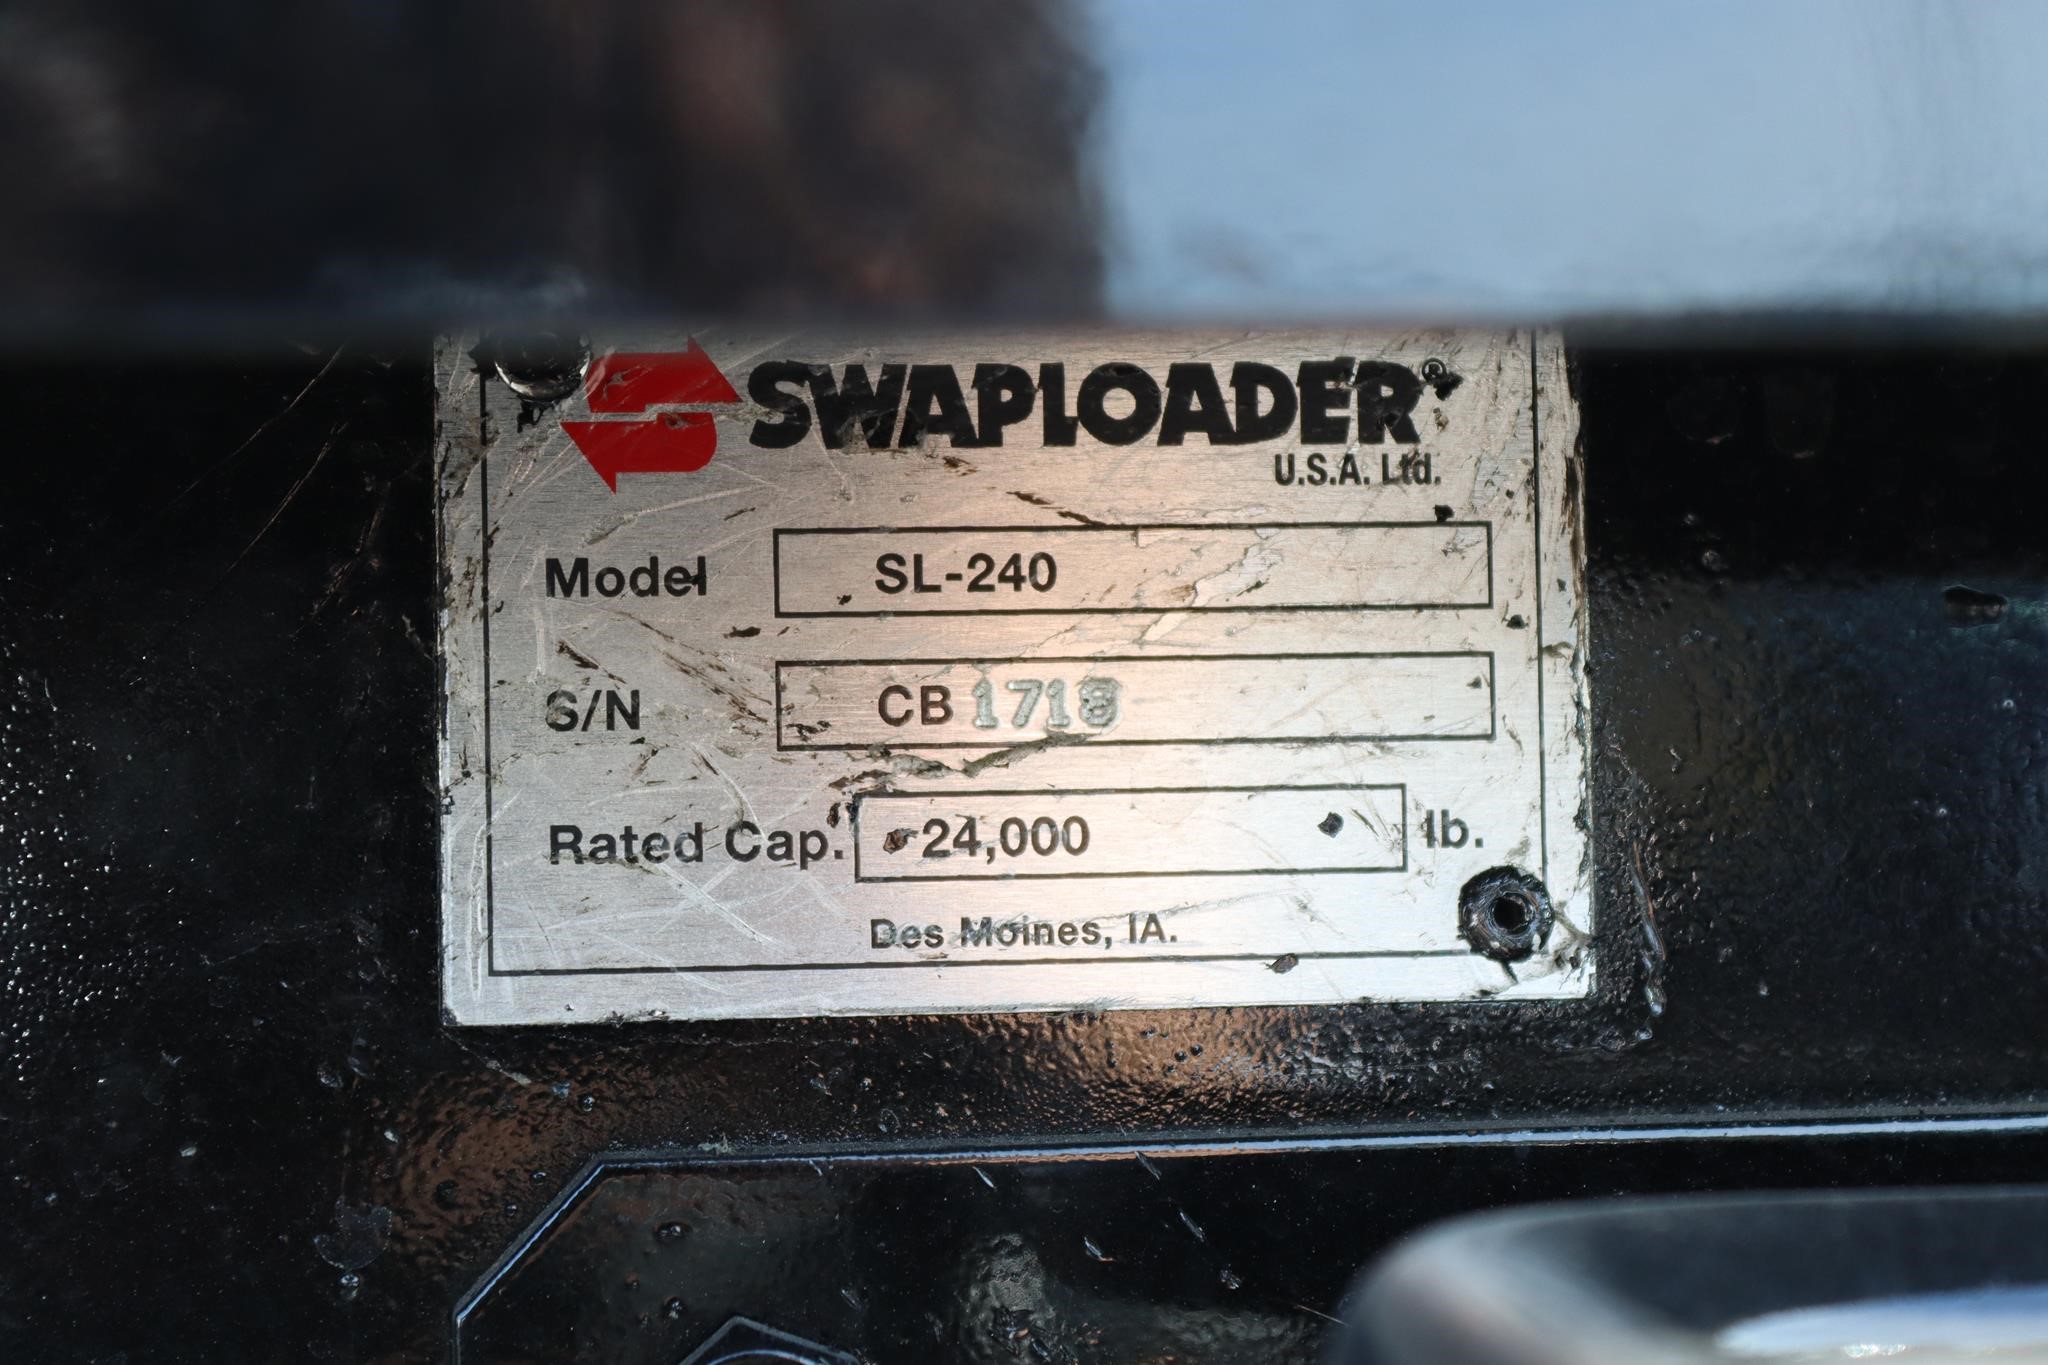 SWAPLOADER®
U.S.A. Ltd.
Model SL-240
S/N CB 1718
Rated Cap. 24,000 lb.
Des Moines, IA.